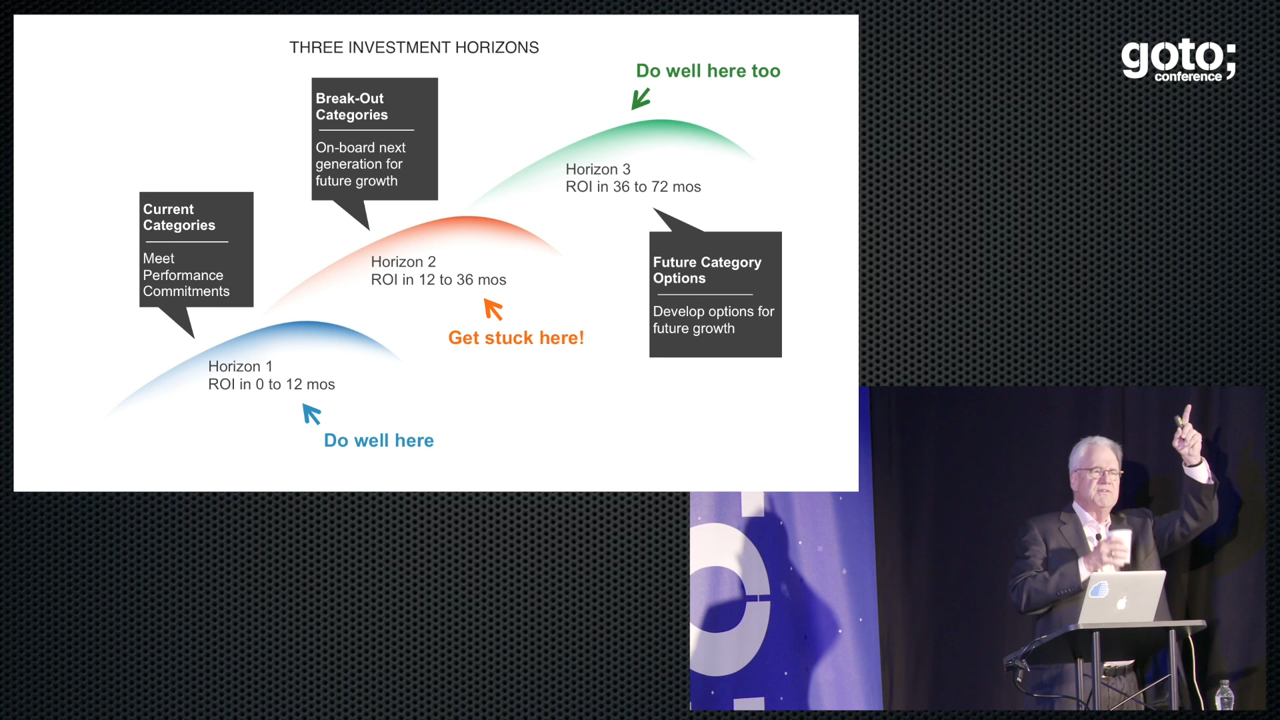 THREE INVESTMENT HORIZONS
goto;
conference
Do well here too
Break-Out
Categories
On-board next
generation for
future growth
Horizon 3
ROI in 36 to 72 mos
Current
Categories
Meet
Performance
Commitments
Horizon 2
ROI in 12 to 36 mos
Future Category
Options
Develop options for
future growth
Get stuck here!
Horizon 1
ROI in 0 to 12 mos
Do well here